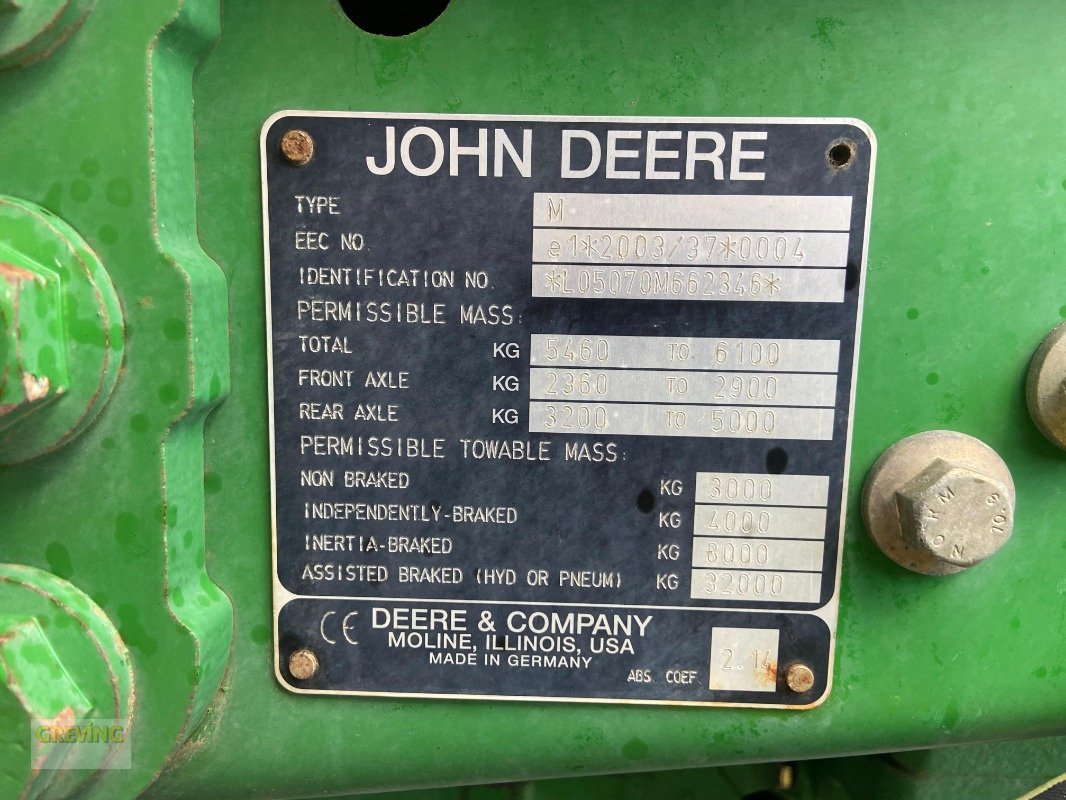 JOHN DEERE
TYPE M
EEC NO. e1*2003/37*0004
IDENTIFICATION NO. *L05070M662346*
PERMISSIBLE MASS:
TOTAL KG 5460 TO 6100
FRONT AXLE KG 2360 TO 2900
REAR AXLE KG 3200 TO 5000
PERMISSIBLE TOWABLE MASS:
NON BRAKED KG 3000
INDEPENDENTLY-BRAKED KG 4000
INERTIA-BRAKED KG 8000
ASSISTED BRAKED (HYD OR PNEUM) KG 32000
CE DEERE & COMPANY
MOLINE, ILLINOIS, USA
MADE IN GERMANY
ABS COEF 2.14
NORM 10.9
GREVING